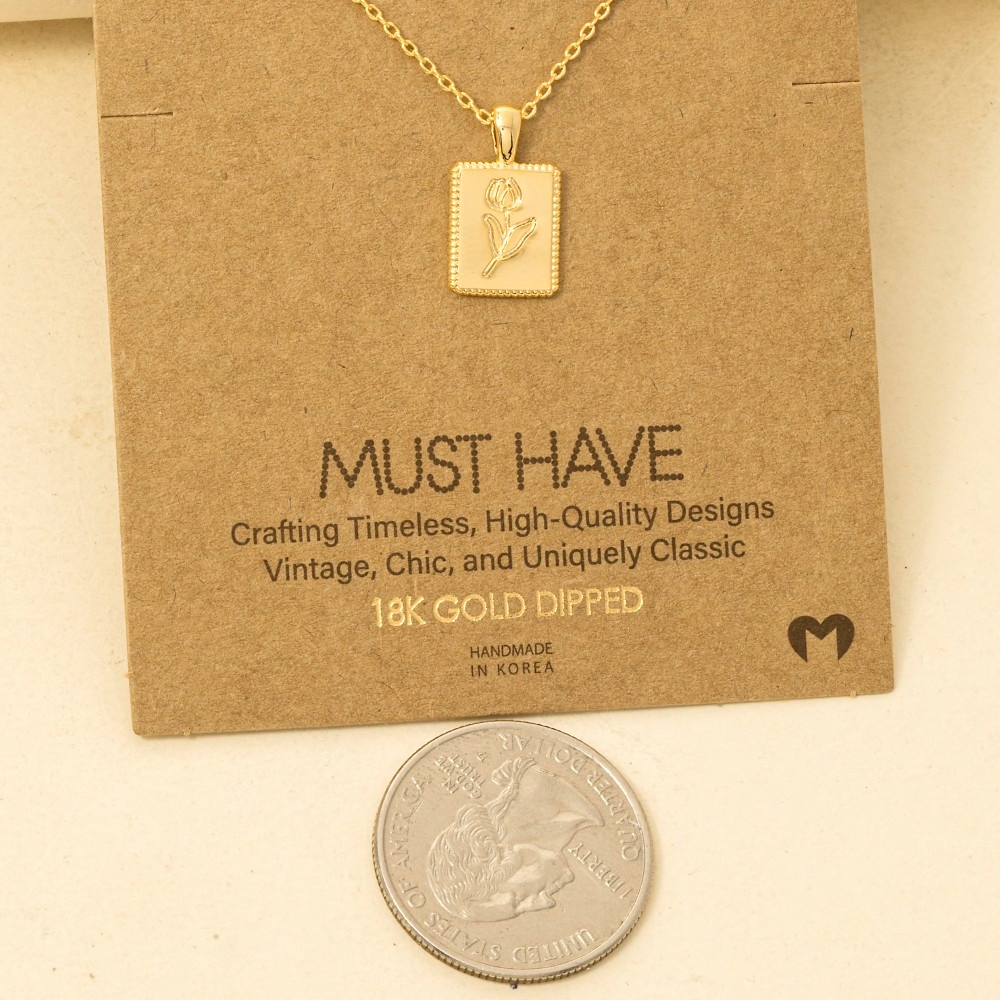 MUST HAVE
Crafting Timeless, High-Quality Designs
Vintage, Chic, and Uniquely Classic
18K GOLD DIPPED
HANDMADE
IN KOREA
M
UNITED STATES OF AMERICA
LIBERTY
IN
GOD WE
TRUST
QUARTER DOLLAR